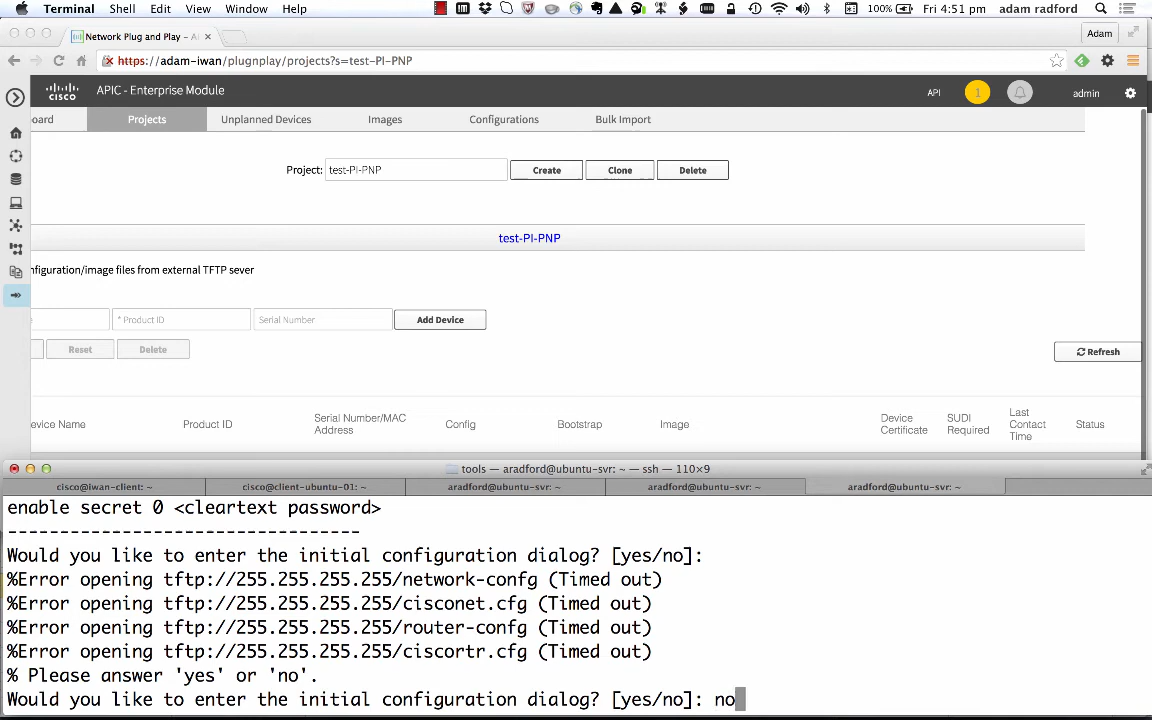 Terminal Shell Edit View Window Help 100% Fri 4:51 pm adam radford
Network Plug and Play – A
Adam
https://adam-iwan/plugnplay/projects?s=test-PI-PNP
cisco APIC - Enterprise Module API 1 admin
oard Projects Unplanned Devices Images Configurations Bulk Import
Project: test-PI-PNP Create Clone Delete
test-PI-PNP
nfiguration/image files from external TFTP sever
* Product ID Serial Number Add Device
Reset Delete
Refresh
evice Name Product ID Serial Number/MAC Address Config Bootstrap Image Device Certificate SUDI Required Last Contact Time Status
tools — aradford@ubuntu-svr: ~ — ssh — 110×9
cisco@iwan-client: ~ cisco@client-ubuntu-01: ~ aradford@ubuntu-svr: ~ aradford@ubuntu-svr: ~ aradford@ubuntu-svr: ~
enable secret 0 <cleartext password>
----------------------------------
Would you like to enter the initial configuration dialog? [yes/no]:
%Error opening tftp://255.255.255.255/network-confg (Timed out)
%Error opening tftp://255.255.255.255/cisconet.cfg (Timed out)
%Error opening tftp://255.255.255.255/router-confg (Timed out)
%Error opening tftp://255.255.255.255/ciscortr.cfg (Timed out)
% Please answer 'yes' or 'no'.
Would you like to enter the initial configuration dialog? [yes/no]: no